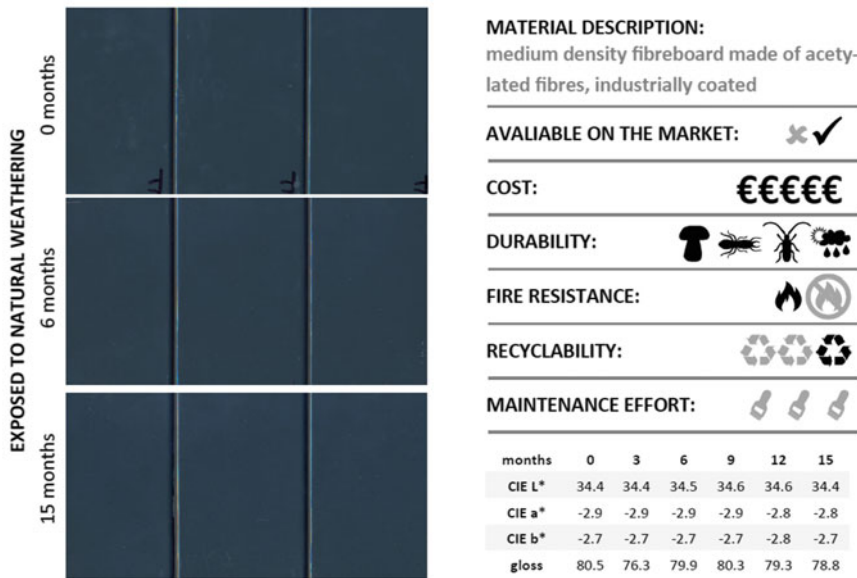 EXPOSED TO NATURAL WEATHERING
0 months
6 months
15 months
MATERIAL DESCRIPTION:
medium density fibreboard made of acety-
lated fibres, industrially coated
AVALIABLE ON THE MARKET:
COST: €€€€€
DURABILITY:
FIRE RESISTANCE:
RECYCLABILITY:
MAINTENANCE EFFORT:
months 0 3 6 9 12 15
CIE L* 34.4 34.4 34.5 34.6 34.6 34.4
CIE a* -2.9 -2.9 -2.9 -2.9 -2.8 -2.8
CIE b* -2.7 -2.7 -2.7 -2.7 -2.8 -2.7
gloss 80.5 76.3 79.9 80.3 79.3 78.8